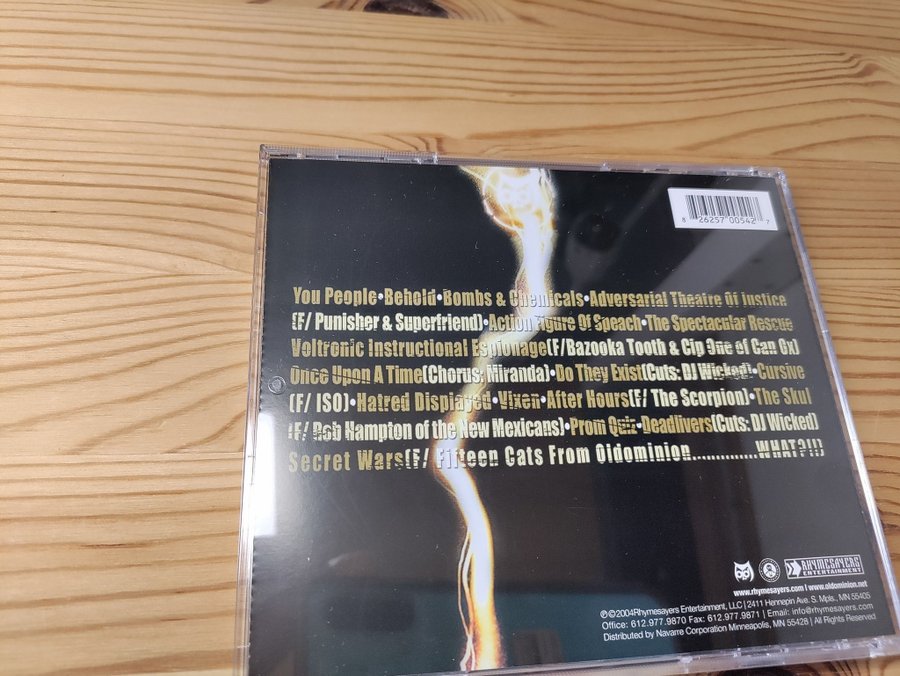 8 26257 00542 7
You People•Behold•Bombs & Chemicals•Adversarial Theatre Of Justice
(F/ Punisher & Superfriend)•Action Figure Of Speach•The Spectacular Rescue
Voltronic Instructional Espionage(F/Bazooka Tooth & Cip One of Can Ox)
Once Upon A Time(Chorus: Miranda)•Do They Exist(Cuts: DJ Wicked)•Cursive
(F/ ISO)•Hatred Displayed•Vixen•After Hours(F/ The Scorpion)•The Skul
(F/ Rob Hampton of the New Mexicans)•Prom Quiz•Deadlivers(Cuts: DJ Wicked)
Secret Wars(F/ Fifteen Cats From Oldominion..............WHAT?!!)
RHYMESAYERS
ENTERTAINMENT
www.rhymesayers.com | www.oldominion.net
℗©2004Rhymesayers Entertainment, LLC | 2411 Hennepin Ave. S. Mpls., MN 55405
Office: 612.977.9870 Fax: 612.977.9871 | Email: info@rhymesayers.com
Distributed by Navarre Corporation Minneapolis, MN 55428 | All Rights Reserved